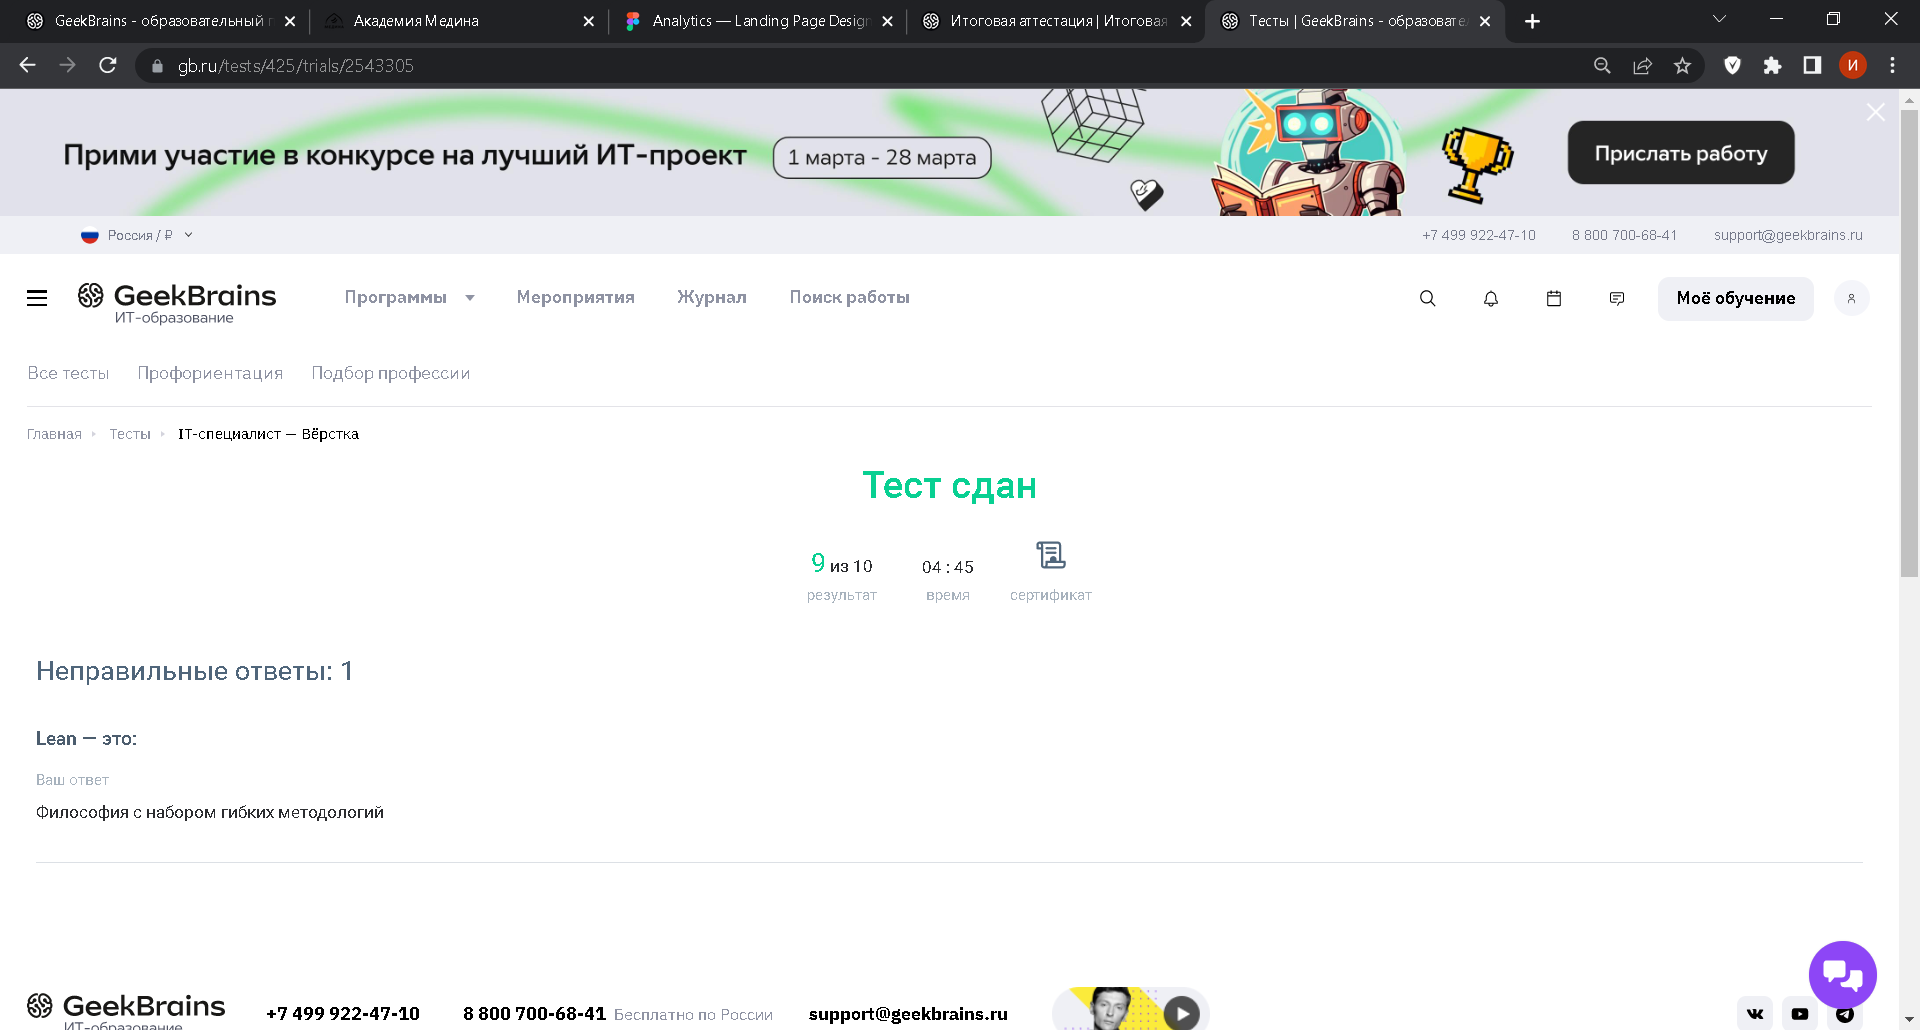 GeekBrains - образовательный п
Академия Медина
Analytics — Landing Page Design
Итоговая аттестация | Итоговая
Тесты | GeekBrains - образовате
gb.ru/tests/425/trials/2543305
И
Прими участие в конкурсе на лучший ИТ-проект
1 марта - 28 марта
Прислать работу
Россия / ₽
+7 499 922-47-10
8 800 700-68-41
support@geekbrains.ru
GeekBrains
ИТ-образование
Программы
Мероприятия
Журнал
Поиск работы
Моё обучение
Все тесты
Профориентация
Подбор профессии
Главная
Тесты
IT-специалист — Вёрстка
Тест сдан
9 из 10
результат
04 : 45
время
сертификат
Неправильные ответы: 1
Lean — это:
Ваш ответ
Философия с набором гибких методологий
GeekBrains
ИТ-образование
+7 499 922-47-10
8 800 700-68-41 Бесплатно по России
support@geekbrains.ru